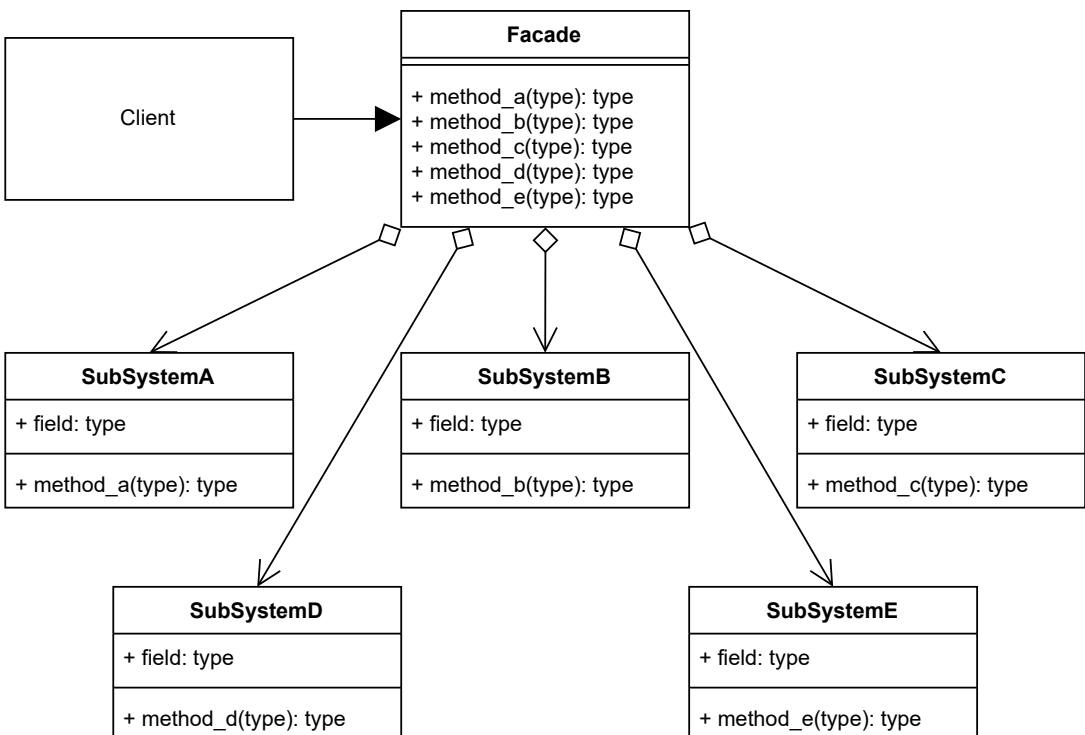 Facade
Client
+ method_a(type): type
+ method_b(type): type
+ method_c(type): type
+ method_d(type): type
+ method_e(type): type
SubSystemA
+ field: type
+ method_a(type): type
SubSystemB
+ field: type
+ method_b(type): type
SubSystemC
+ field: type
+ method_c(type): type
SubSystemD
+ field: type
+ method_d(type): type
SubSystemE
+ field: type
+ method_e(type): type